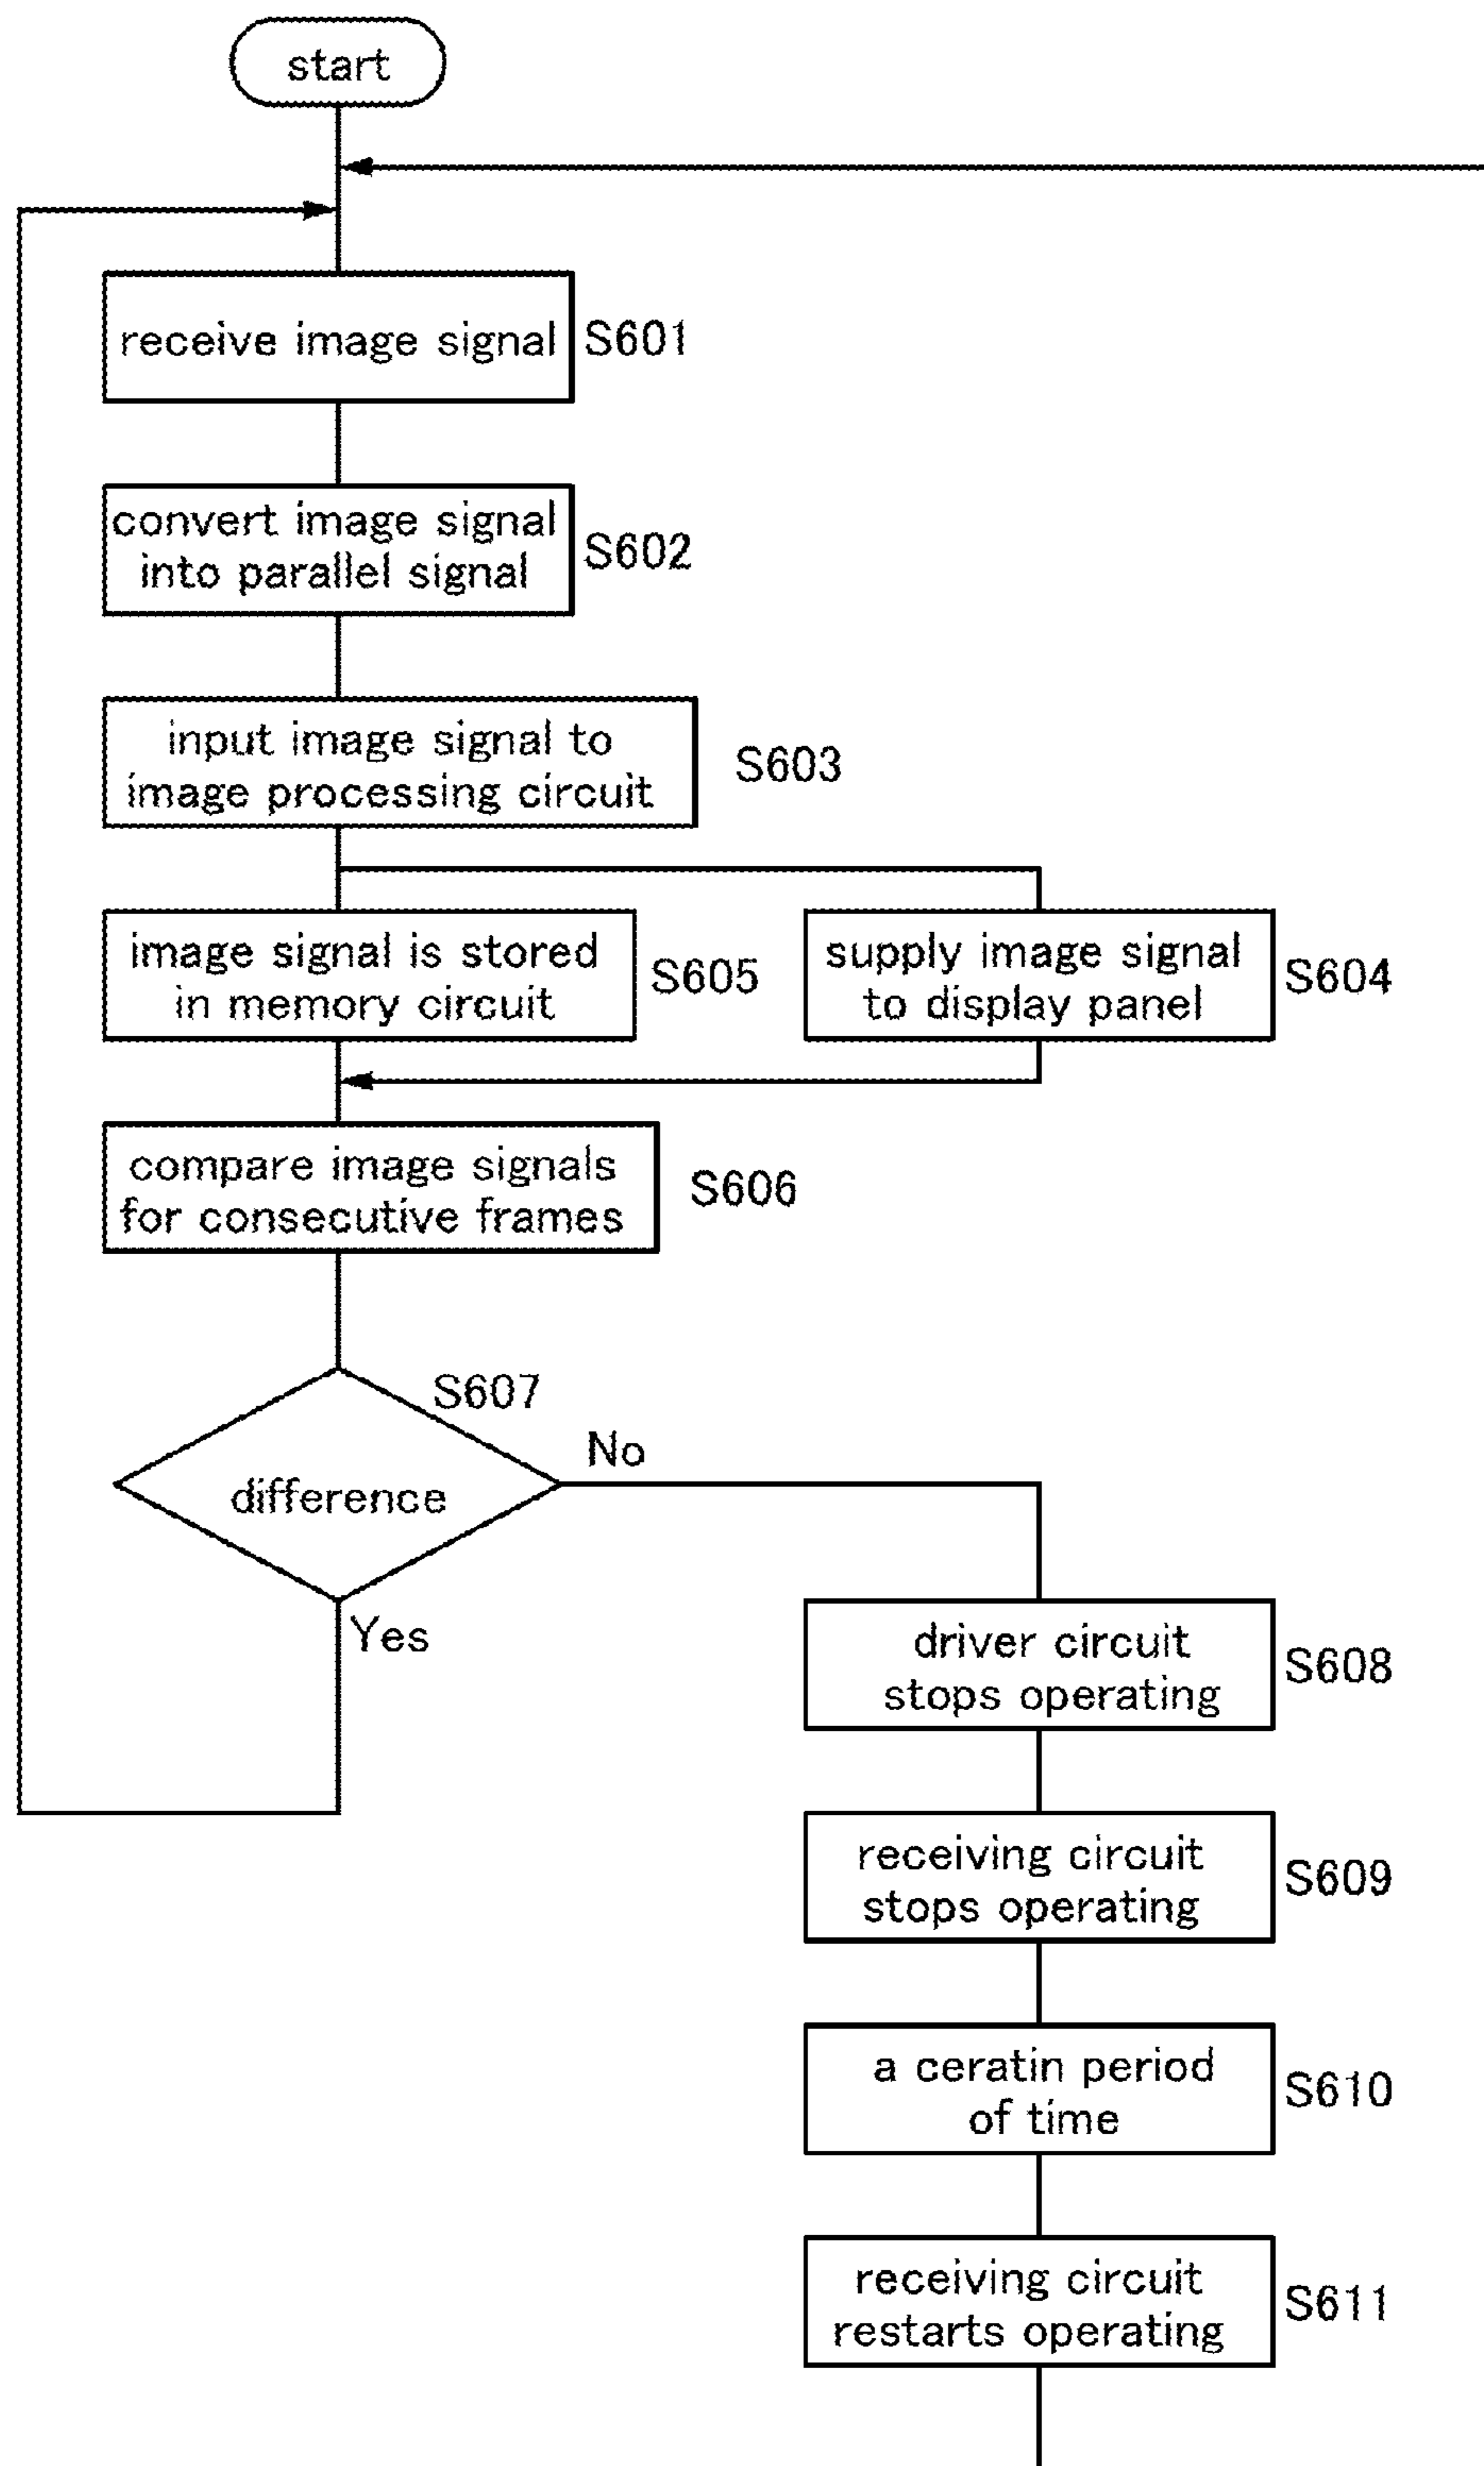 start
receive image signal
S601
convert image signal
into parallel signal
S602
input image signal to
image processing circuit
S603
image signal is stored
in memory circuit
S605
supply image signal
to display panel
S604
compare image signals
for consecutive frames
S606
S607
difference
No
Yes
driver circuit
stops operating
S608
receiving circuit
stops operating
S609
a ceratin period
of time
S610
receiving circuit
restarts operating
S611